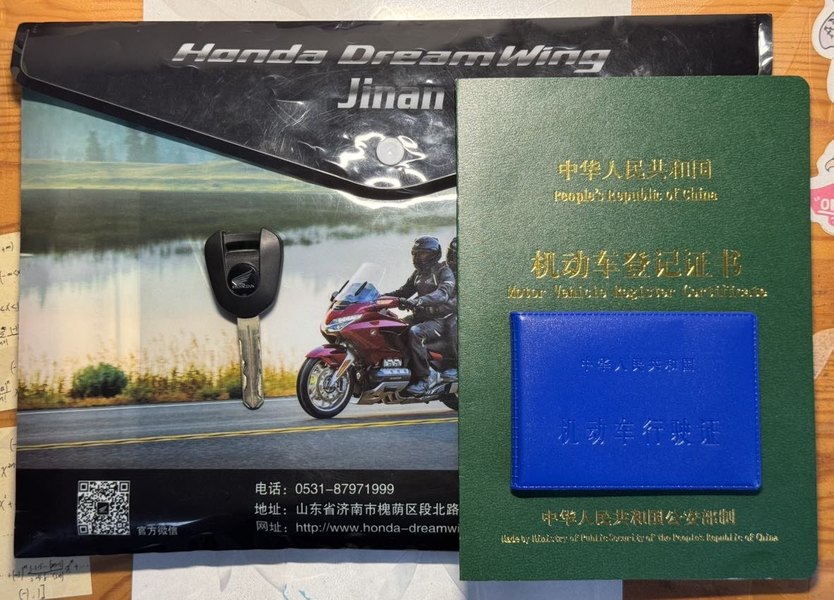 Honda DreamWing
Jinan
HONDA
电话：0531-87971999
地址：山东省济南市槐荫区段北路
网址：http://www.honda-dreamwi
官方微信
中华人民共和国
People's Republic of China
机动车登记证书
Motor Vehicle Register Certificate
中华人民共和国
机动车行驶证
中华人民共和国公安部制
Made by Ministry of Public Security of the People's Republic of China